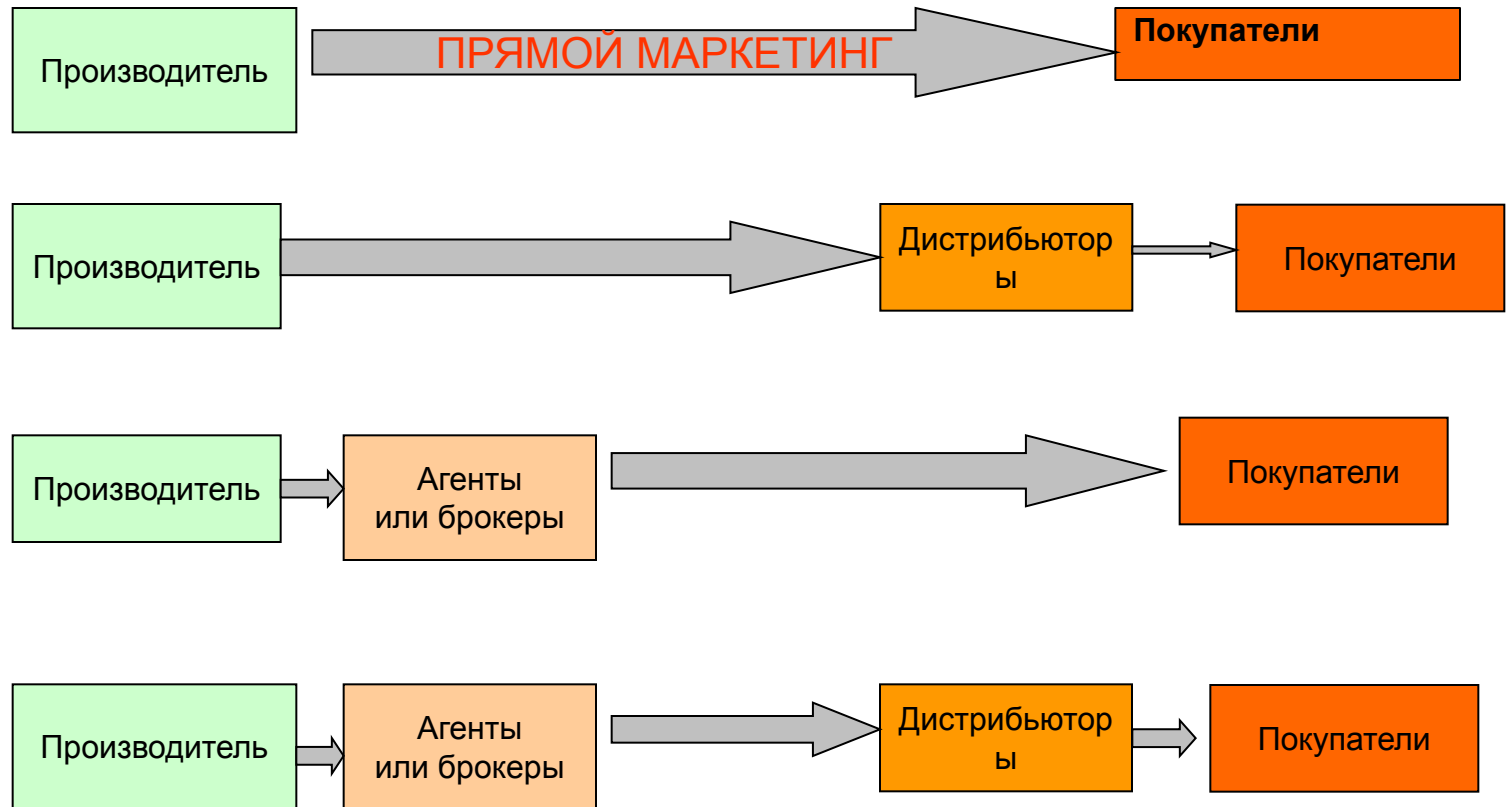 Производитель
ПРЯМОЙ МАРКЕТИНГ
Покупатели
Производитель
Дистрибьютор
ы
Покупатели
Производитель
Агенты
или брокеры
Покупатели
Производитель
Агенты
или брокеры
Дистрибьютор
ы
Покупатели